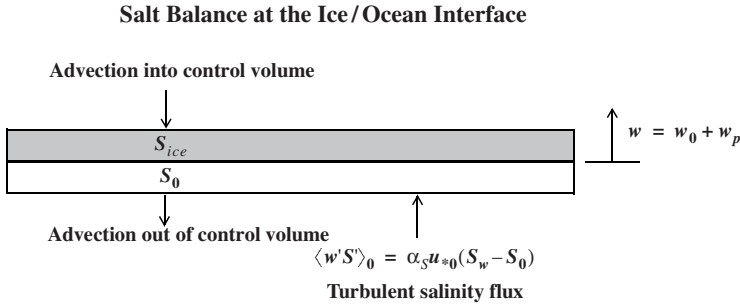 Salt Balance at the Ice/Ocean Interface
Advection into control volume
S_ice
w = w_0 + w_p
S_0
Advection out of control volume
⟨w'S'⟩_0 = α_S u_{*0}(S_w – S_0)
Turbulent salinity flux